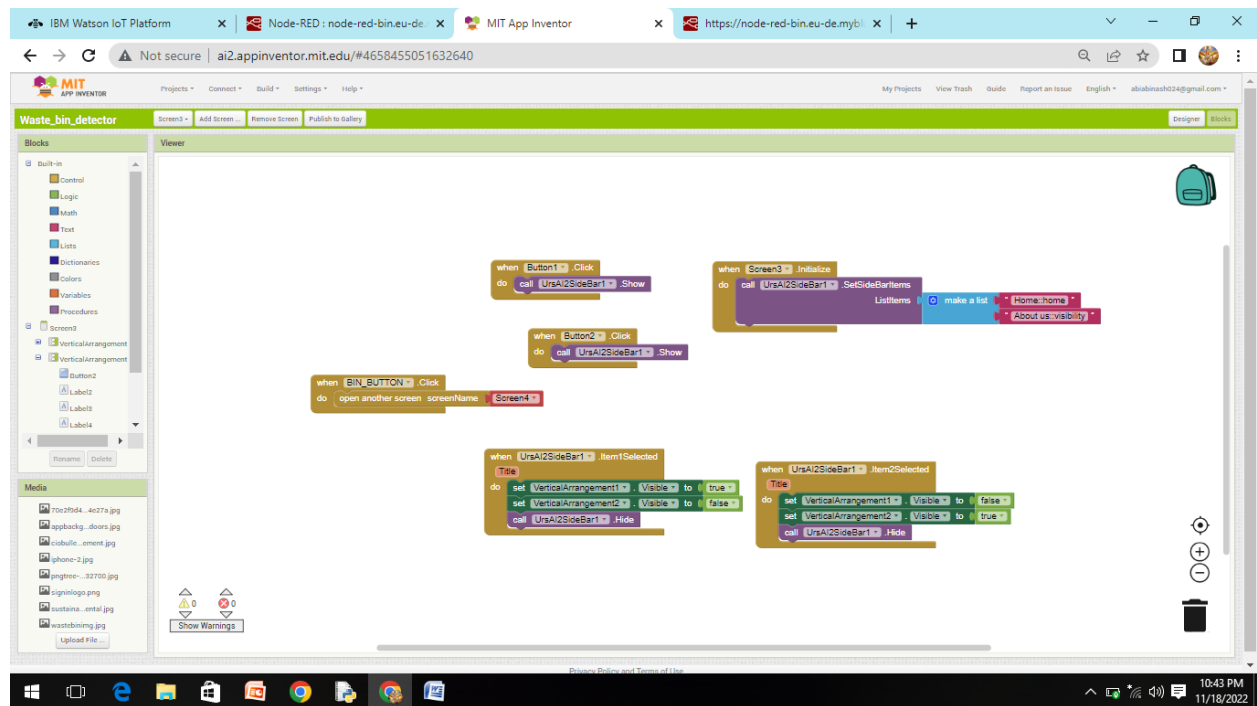 IBM Watson IoT Platform
Node-RED : node-red-bin.eu-de.
MIT App Inventor
https://node-red-bin.eu-de.mybl
Not secure | ai2.appinventor.mit.edu/#4658455051632640
MIT
APP INVENTOR
Projects Connect Build Settings Help
My Projects View Trash Guide Report an Issue English abiabinash024@gmail.com
Waste_bin_detector
Screen3 Add Screen ... Remove Screen Publish to Gallery
Designer Blocks
Blocks
Viewer
Built-in
Control
Logic
Math
Text
Lists
Dictionaries
Colors
Variables
Procedures
Screen3
VerticalArrangement
VerticalArrangement
Button2
Label2
Label3
Label4
Rename Delete
Media
70e2f3d4...4e27a.jpg
appbackg...doors.jpg
ciobulle...ement.jpg
iphone-2.jpg
pngtree-...32700.jpg
signinlogo.png
sustaina...ental.jpg
wastebinimg.jpg
Upload File ...
when Button1 .Click
do call UrsAI2SideBar1 .Show
when Screen3 .Initialize
do call UrsAI2SideBar1 .SetSideBarItems
ListItems make a list " Home::home "
" About us::visibility "
when Button2 .Click
do call UrsAI2SideBar1 .Show
when BIN_BUTTON .Click
do open another screen screenName Screen4
when UrsAI2SideBar1 .Item1Selected
Title
do set VerticalArrangement1 . Visible to true
set VerticalArrangement2 . Visible to false
call UrsAI2SideBar1 .Hide
when UrsAI2SideBar1 .Item2Selected
Title
do set VerticalArrangement1 . Visible to false
set VerticalArrangement2 . Visible to true
call UrsAI2SideBar1 .Hide
0 0
Show Warnings
Privacy Policy and Terms of Use
10:43 PM
11/18/2022